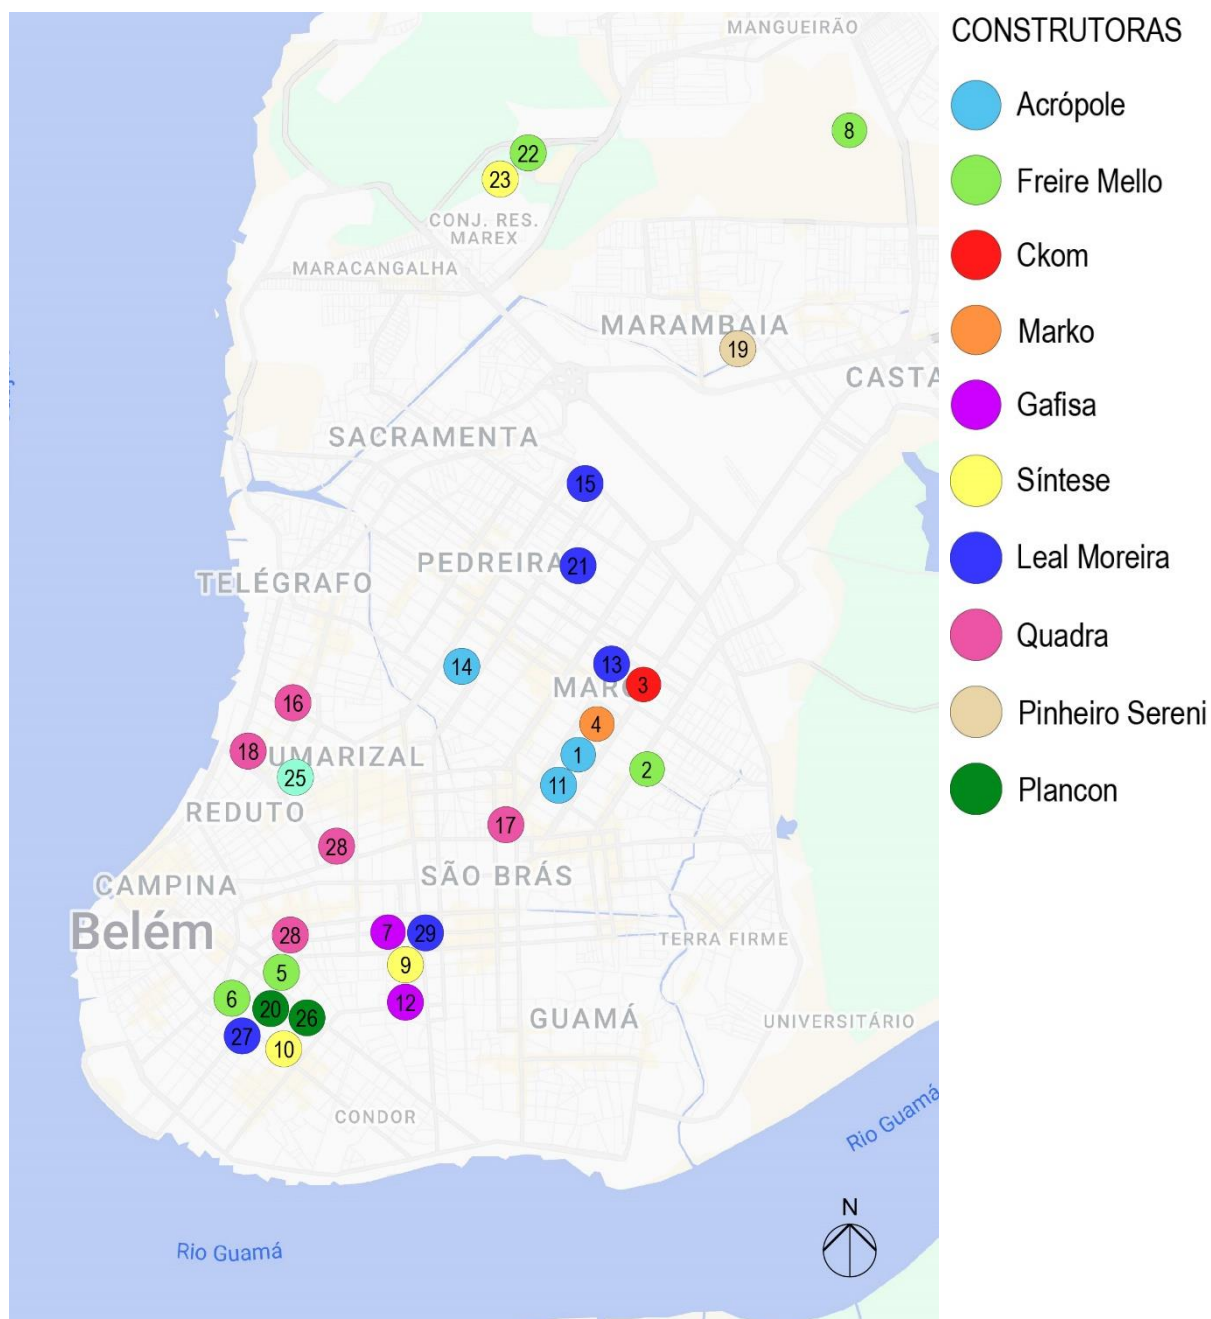 MANGUEIRÃO
CONSTRUTORAS
Acrópole
8
22
Freire Mello
23
CONJ. RES.
MAREX
Ckom
MARACANGALHA
MARAMBAIA
Marko
19
CASTA
Gafisa
SACRAMENTA
15
Síntese
PEDREIRA
21
Leal Moreira
TELÉGRAFO
14
13
Quadra
MARCO
3
16
4
Pinheiro Sereni
18
UMARIZAL
1
2
25
11
Plancon
REDUTO
17
28
SÃO BRÁS
CAMPINA
Belém
28
7
29
TERRA FIRME
9
5
6
20
12
26
GUAMÁ
UNIVERSITÁRIO
27
10
CONDOR
Rio Guamá
N
Rio Guamá